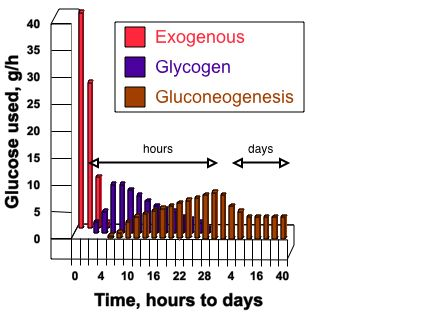 Exogenous
Glycogen
Gluconeogenesis
Glucose used, g/h
40
35
30
25
20
15
10
5
0
hours
days
0 4 10 16 22 28 4 16 40
Time, hours to days